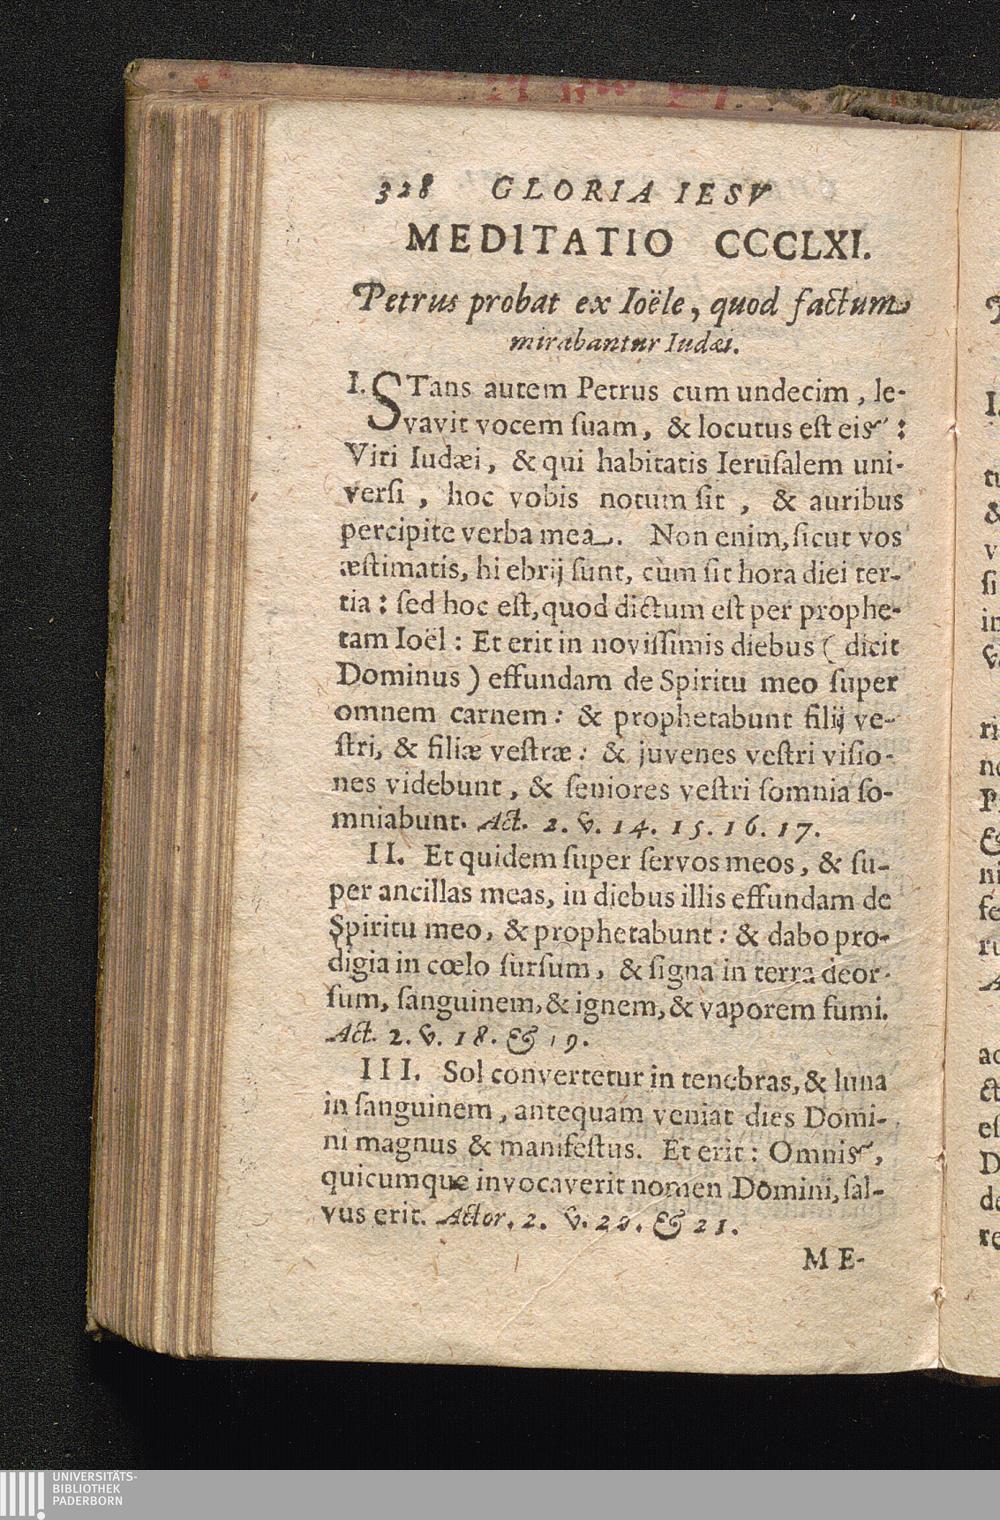 328 GLORIA IESV
MEDITATIO CCCLXI.
Petrus probat ex Ioële, quod factum
mirabantur Iudæi.
I. STans autem Petrus cum undecim, le-
vavit vocem ſuam, & locutus eſt eis:
Viri Iudæi, & qui habitatis Ieruſalem uni-
verſi, hoc vobis notum ſit, & auribus
percipite verba mea. Non enim, ſicut vos
æſtimatis, hi ebrij ſunt, cùm ſit hora diei ter-
tia: ſed hoc eſt, quod dictum eſt per prophe-
tam Ioël: Et erit in noviſſimis diebus (dicit
Dominus) effundam de Spiritu meo ſuper
omnem carnem: & prophetabunt filij ve-
ſtri, & filiæ veſtræ: & juvenes veſtri viſio-
nes videbunt, & ſeniores veſtri ſomnia ſo-
mniabunt. Act. 2. v. 14. 15. 16. 17.
II. Et quidem ſuper ſervos meos, & ſu-
per ancillas meas, in diebus illis effundam de
Spiritu meo, & prophetabunt: & dabo pro-
digia in cœlo ſurſum, & ſigna in terra deor-
ſum, ſanguinem, & ignem, & vaporem fumi.
Act. 2. v. 18. & 19.
III. Sol convertetur in tenebras, & luna
in ſanguinem, antequam veniat dies Domi-
ni magnus & manifeſtus. Et erit: Omnis,
quicumque invocaverit nomen Domini, ſal-
vus erit. Actor. 2. v. 20. & 21.
ME-
UNIVERSITÄTS-
BIBLIOTHEK
PADERBORN